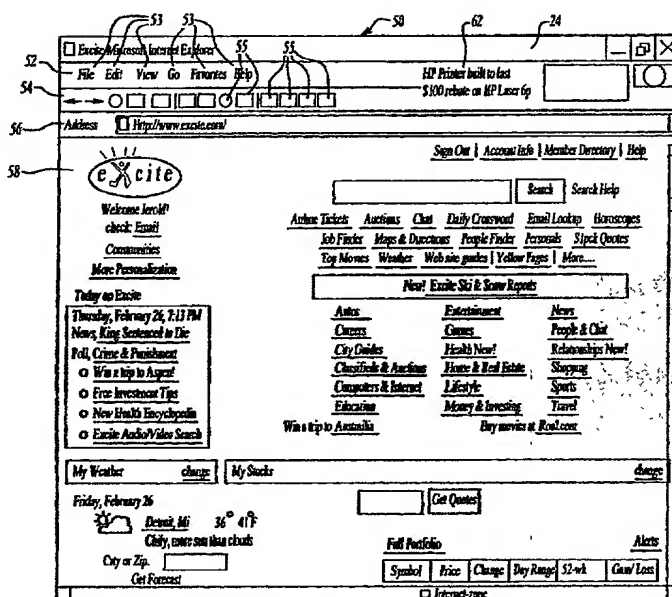 53 53 50 62 24
Excite Microsoft Internet Explorer
52 File Edit View Go Favorites Help 55 55
HP Printer built to last
$100 rebate on HP Laser 6p
54
56 Address Http://www.excite.com/
58
Sign Out | Account Info | Member Directory | Help
eXcite
Search Search Help
Welcome Jerold!
check: Email
Communities
More Personalization
Airline Tickets Auctions Chat Daily Crossword Email Lookup Horoscopes
Job Finder Maps & Directions People Finder Personals Stock Quotes
Top Movies Weather Web site guides | Yellow Pages | More.....
New! Excite Ski & Snow Reports
Today on Excite
Thursday, February 26, 7:13 PM
News, King Sentenced to Die
Poll, Crime & Punishment
Win a trip to Aspen!
Free Investment Tips
New Health Encyclopedia
Excite Audio/Video Search
Autos Entertainment News
Careers Games People & Chat
City Guides Health New! Relationships New!
Classifieds & Auctions Home & Real Estate Shopping
Computers & Internet Lifestyle Sports
Education Money & Investing Travel
Win a trip to Australia Buy movies at Reel.com
My Weather change My Stocks change
Friday, February 26
Get Quotes
Detroit, Mi 36° 41°F
Chilly, more sun than clouds
City or Zip.
Get Forecast
Full Portfolio Alerts
Symbol Price Change Day Range 52-wk Gain/Loss
Internet-zone